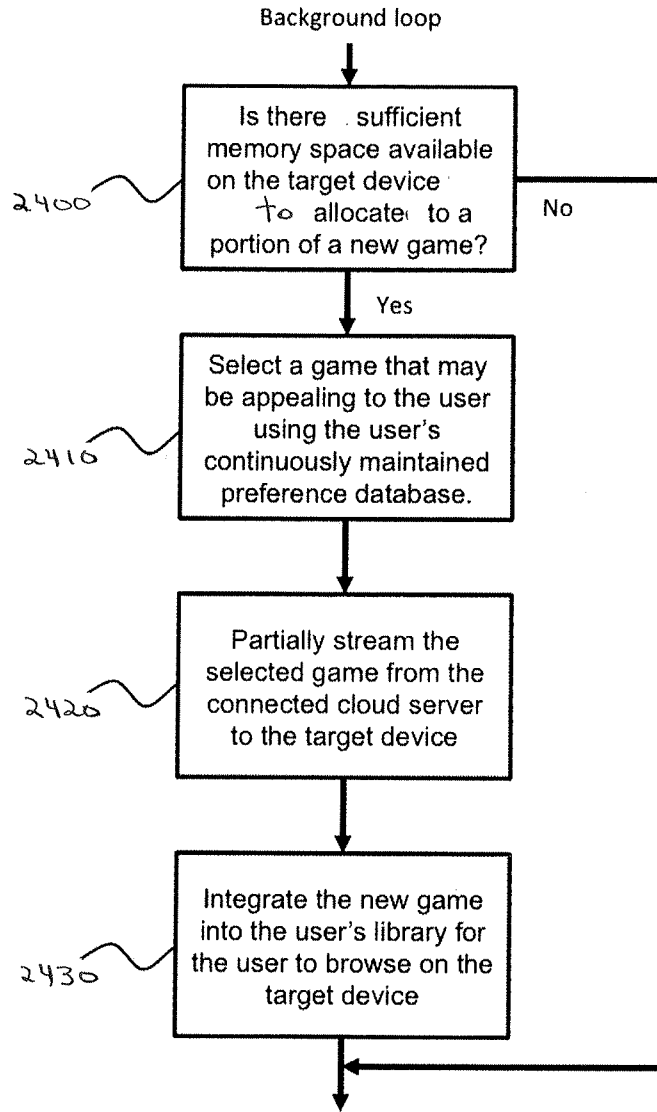 Background loop
Is there sufficient
memory space available
on the target device
to allocate to a
portion of a new game?
2400
No
Yes
Select a game that may
be appealing to the user
using the user's
continuously maintained
preference database.
2410
Partially stream the
selected game from the
connected cloud server
to the target device
2420
Integrate the new game
into the user's library for
the user to browse on the
target device
2430